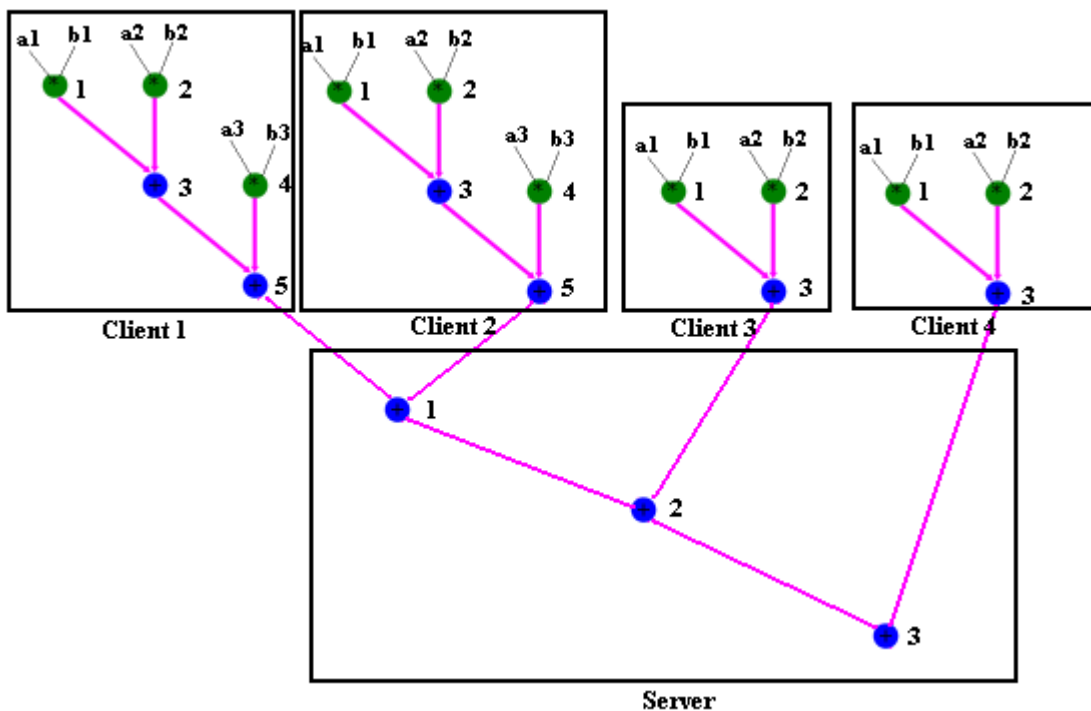 a1 b1 a2 b2
* 1 * 2
a3 b3
+ 3 * 4
+ 5
Client 1
a1 b1 a2 b2
* 1 * 2
a3 b3
+ 3 * 4
+ 5
Client 2
a1 b1 a2 b2
* 1 * 2
+ 3
Client 3
a1 b1 a2 b2
* 1 * 2
+ 3
Client 4
+ 1
+ 2
+ 3
Server